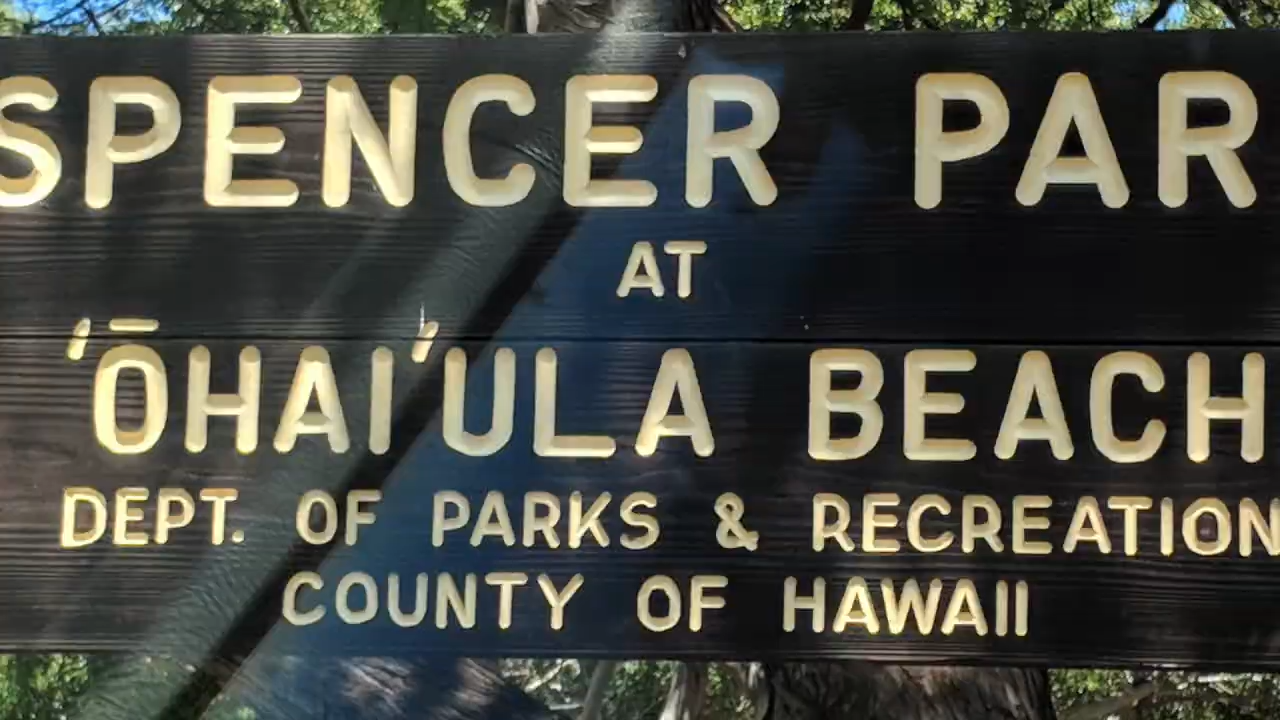 SPENCER PAR
AT
ʻŌHAIʻULA BEACH
DEPT. OF PARKS & RECREATION
COUNTY OF HAWAII